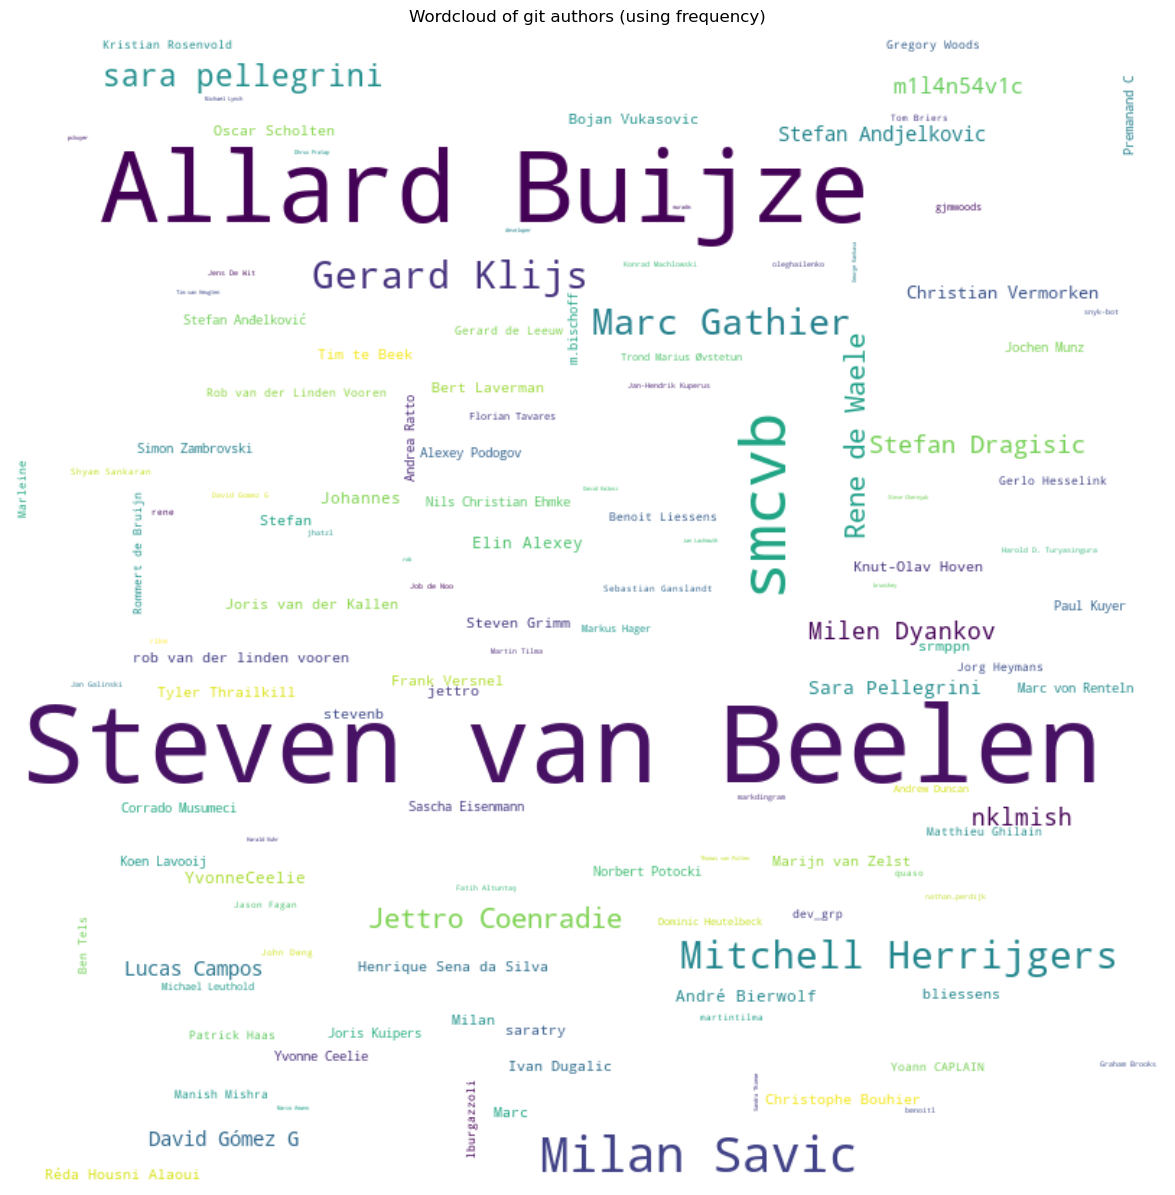 Wordcloud of git authors (using frequency)
Kristian Rosenvold
Gregory Woods
sara pellegrini
m1l4n54v1c
Premanand C
Michael Lynch
Tom Briers
Bojan Vukasovic
Oscar Scholten
Stefan Andjelkovic
pckuyer
Dhruv Pratap
Allard Buijze
muradm
gjmwoods
developer
George Kankava
Konrad Machlowski
oleghailenko
Jens De Wit
Gerard Klijs
Tim van Heugten
Christian Vermorken
m.bischoff
snyk-bot
Stefan Anđelković
Marc Gathier
Gerard de Leeuw
Jochen Munz
Tim te Beek
Trond Marius Øvstetun
Rene de Waele
Jan-Hendrik Kuperus
Bert Laverman
Rob van der Linden Vooren
Andrea Ratto
Florian Tavares
smcvb
Stefan Dragisic
Simon Zambrovski
Alexey Podogov
Shyam Sankaran
Gerlo Hesselink
Marleine
David Gomez G
Johannes
Nils Christian Ehmke
rene
Benoit Liessens
Stefan
jhatzl
Rommert de Bruijn
Elin Alexey
Harold D. Turyasingura
rob
Knut-Olav Hoven
Job de Noo
Sebastian Ganslandt
Joris van der Kallen
Paul Kuyer
Steven Grimm
Markus Hager
Milen Dyankov
srmppn
Martin Tilma
rob van der linden vooren
Jorg Heymans
Jan Galinski
Frank Versnel
Sara Pellegrini
Marc von Renteln
Tyler Thrailkill
jettro
stevenb
Steven van Beelen
Andrew Duncan
markdingram
Corrado Musumeci
Sascha Eisenmann
nklmish
Matthieu Ghilain
Koen Lavooij
Marijn van Zelst
Norbert Potocki
quaso
YvonneCeelie
Fatih Altuntaş
nathan.perdijk
Jason Fagan
Jettro Coenradie
dev_grp
Dominic Heutelbeck
Ben Tels
John Deng
Mitchell Herrijgers
Lucas Campos
Henrique Sena da Silva
Michael Leuthold
André Bierwolf
bliessens
martintilma
Milan
saratry
Patrick Haas
Joris Kuipers
Yvonne Ceelie
Ivan Dugalic
Yoann CAPLAIN
Graham Brooks
Manish Mishra
lburgazzoli
Christophe Bouhier
Marc
benoitl
David Gómez G
Milan Savic
Réda Housni Alaoui